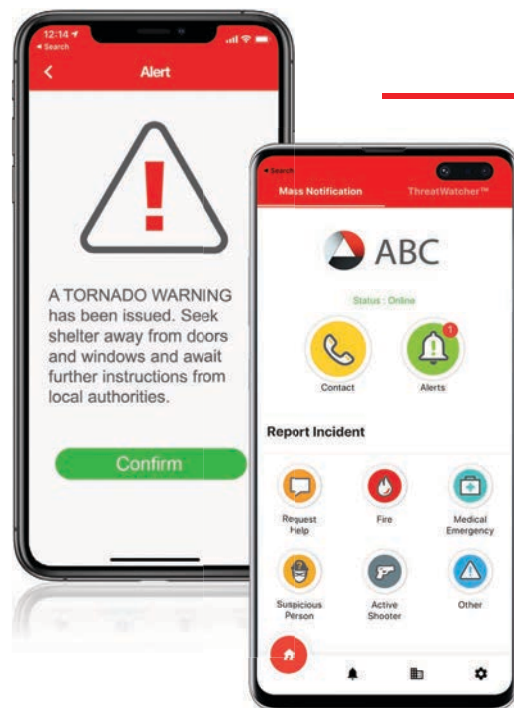 12:14
Search
Alert
!
A TORNADO WARNING
has been issued. Seek
shelter away from doors
and windows and await
further instructions from
local authorities.
Confirm
Search
Mass Notification
ThreatWatcher™
ABC
Status : Online
1
Contact
Alerts
Report Incident
Request
Help
Fire
Medical
Emergency
Suspicious
Person
Active
Shooter
Other